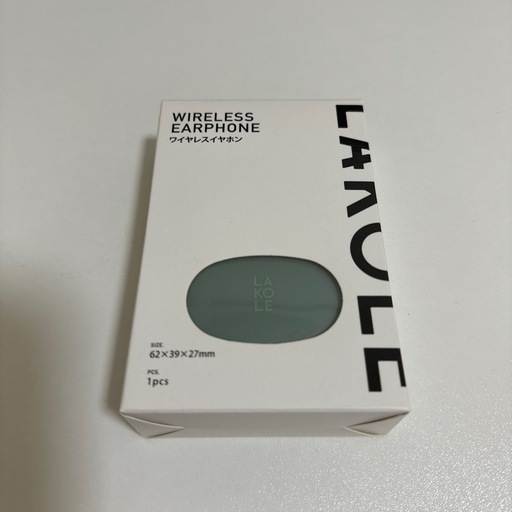 WIRELESS
EARPHONE
ワイヤレスイヤホン
LAKOLE
LA
KO
LE
SIZE.
62×39×27mm
PCS.
1pcs